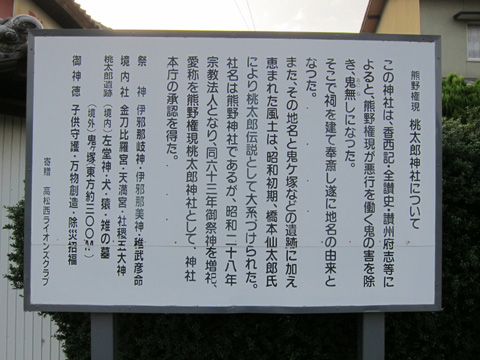 熊野権現 桃太郎神社について
この神社は、香西記・全讃史・讃州府志等に
よると、熊野権現が悪行を働く鬼の害を除
き、鬼無しになつた。
そこで祠を建て奉斎し遂に地名の由来と
なつた。
また、その地名と鬼ケ塚などの遺跡に加え
恵まれた風土は、昭和初期、橋本仙太郎氏
により桃太郎伝説として大系づけられた。
社名は熊野神社であるが、昭和二十八年
宗教法人となり、同六十三年御祭神を増祀、
愛称を熊野権現桃太郎神社として、神社
本庁の承認を得た。
祭 神 伊邪那岐神・伊邪那美神・稚武彦命
境内社 金刀比羅宮・天満宮・社稷五大神
桃太郎遺跡 (境内) 左堂神・犬・猿・雉の墓
(境外) 鬼ケ塚東方約三〇〇M
御神徳 子供守護・万物創造・除災招福
寄贈 高松西ライオンズクラブ